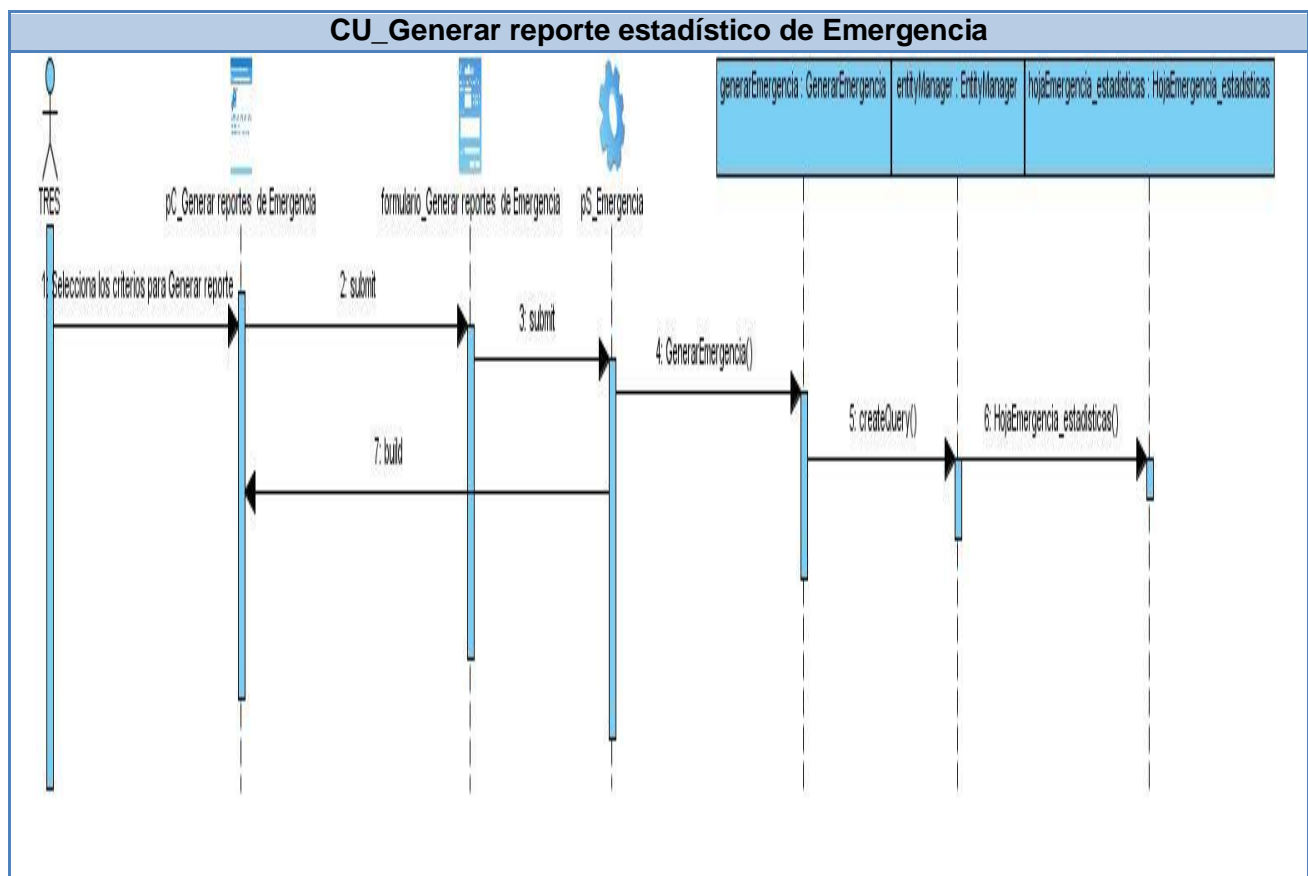 CU_Generar reporte estadístico de Emergencia
generarEmergencia : GenerarEmergencia
entityManager : EntityManager
hojaEmergencia_estadisticas : HojaEmergencia_estadisticas
TRES
pC_Generar reportes de Emergencia
formulario_Generar reportes de Emergencia
pS_Emergencia
1: Selecciona los criterios para Generar reporte
2: submit
3: submit
4: GenerarEmergencia()
5: createQuery()
6: HojaEmergencia_estadísticas()
7: build